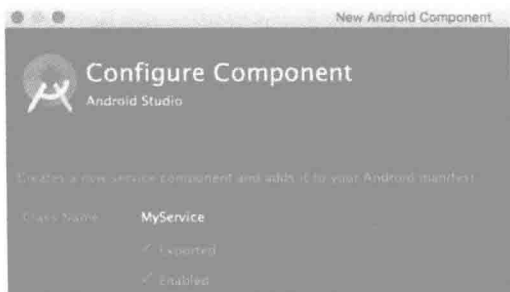 New Android Component
Configure Component
Android Studio
Creates a new service component and adds it to your Android manifest.
Class Name: MyService
✓ Exported
✓ Enabled